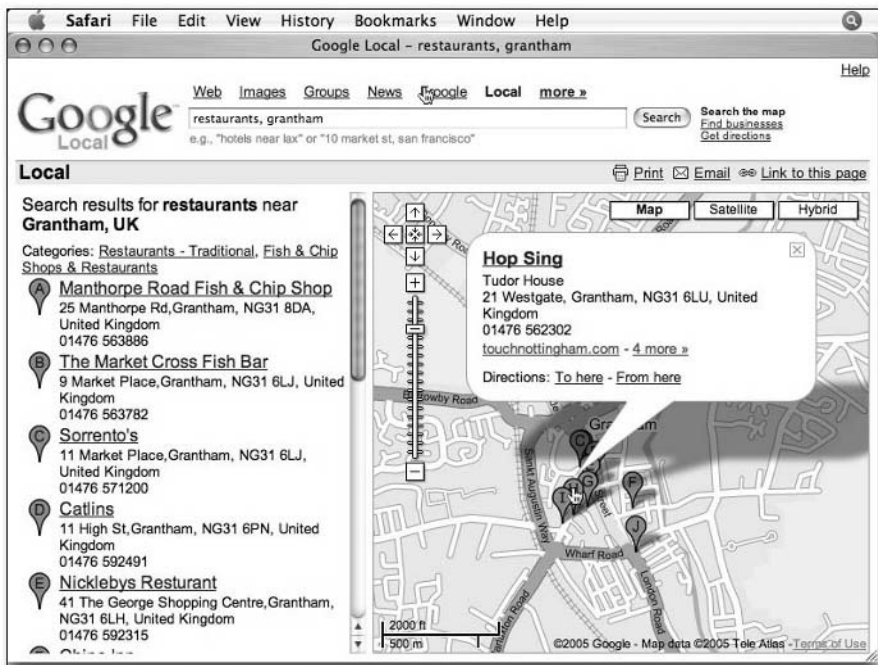 Safari File Edit View History Bookmarks Window Help
Google Local – restaurants, grantham
Help
Web Images Groups News Froogle Local more »
Google Local
restaurants, grantham
Search
Search the map
Find businesses
Get directions
e.g., "hotels near lax" or "10 market st, san francisco"
Local
Print Email Link to this page
Search results for restaurants near
Grantham, UK
Categories: Restaurants - Traditional, Fish & Chip
Shops & Restaurants
A Manthorpe Road Fish & Chip Shop
25 Manthorpe Rd,Grantham, NG31 8DA,
United Kingdom
01476 563886
B The Market Cross Fish Bar
9 Market Place,Grantham, NG31 6LJ, United
Kingdom
01476 563782
C Sorrento's
11 Market Place,Grantham, NG31 6LJ,
United Kingdom
01476 571200
D Catlins
11 High St,Grantham, NG31 6PN, United
Kingdom
01476 592491
E Nicklebys Resturant
41 The George Shopping Centre,Grantham,
NG31 6LH, United Kingdom
01476 592315
Map Satellite Hybrid
Hop Sing
Tudor House
21 Westgate, Grantham, NG31 6LU, United
Kingdom
01476 562302
touchnottingham.com - 4 more »
Directions: To here - From here
Road
Sankt Augustin Way
Street
C
G
F
I
J
Wharf Road
London Road
Road
2000 ft
500 m
©2005 Google - Map data ©2005 Tele Atlas - Terms of Use